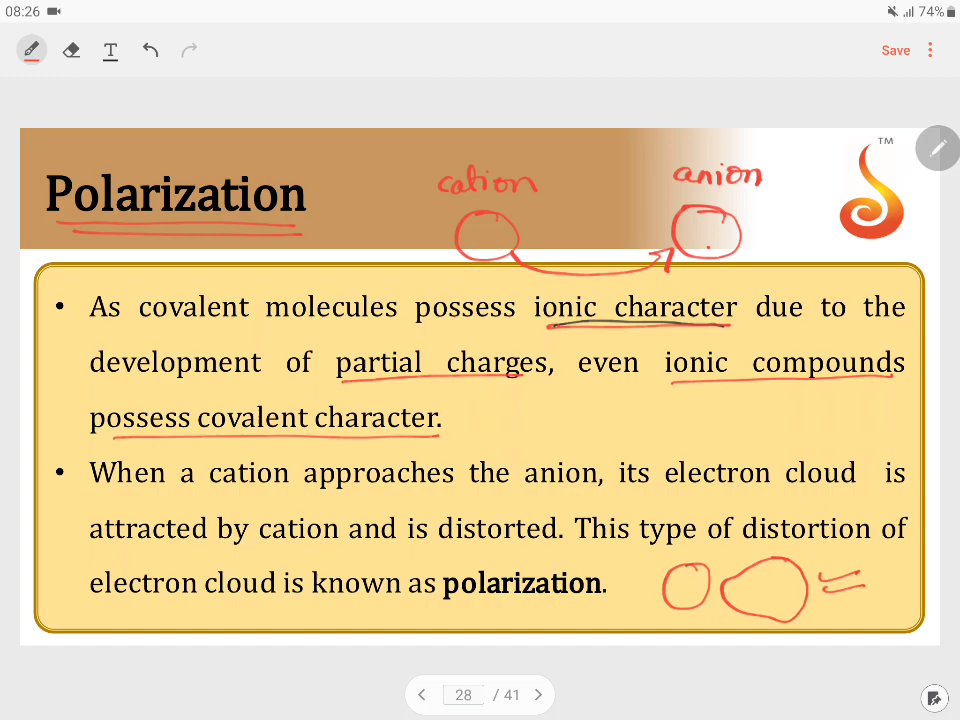 08:26
74%
T
Save
TM
Polarization
cation
anion
• As covalent molecules possess ionic character due to the
development of partial charges, even ionic compounds
possess covalent character.
• When a cation approaches the anion, its electron cloud is
attracted by cation and is distorted. This type of distortion of
electron cloud is known as polarization.
28 / 41